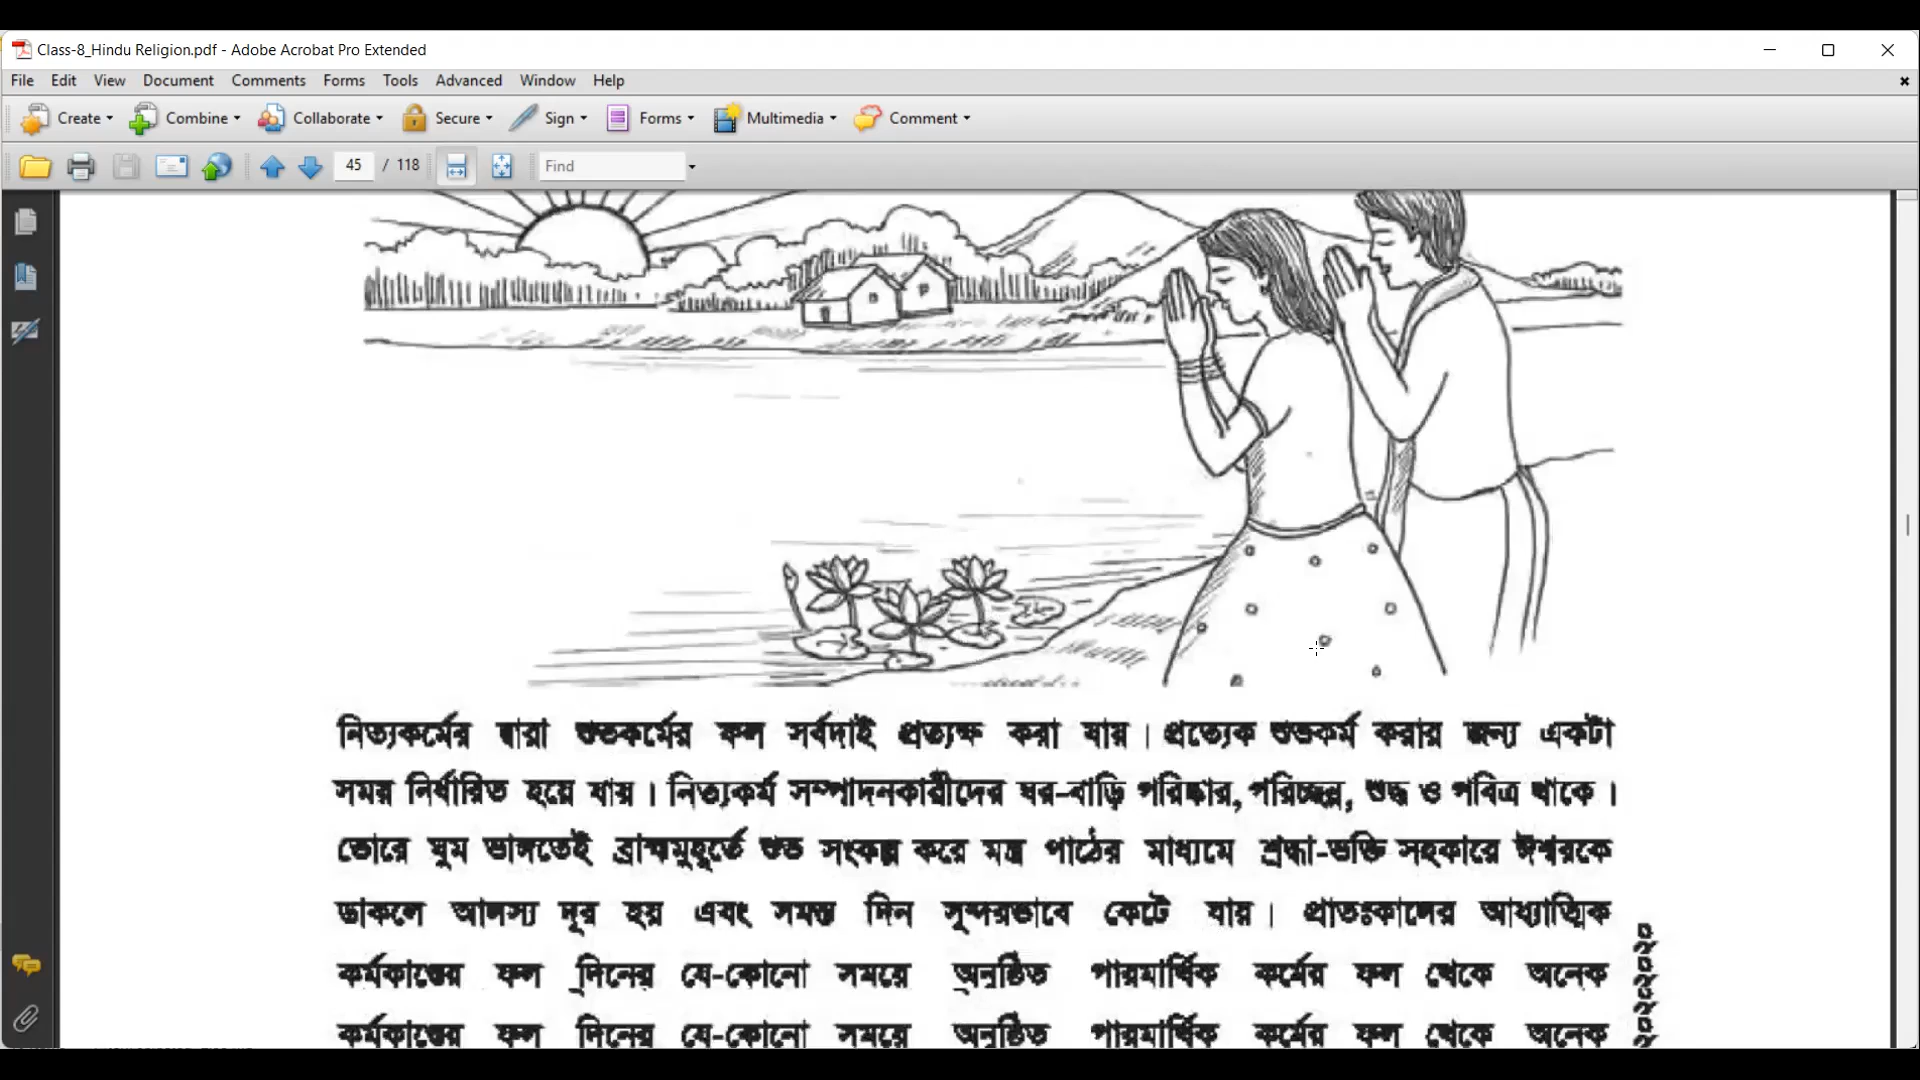 Class-8_Hindu Religion.pdf - Adobe Acrobat Pro Extended
File Edit View Document Comments Forms Tools Advanced Window Help
Create Combine Collaborate Secure Sign Forms Multimedia Comment
45 / 118 Find
নিত্যকর্মের দ্বারা শুভকর্মের ফল সর্বদাই প্রত্যক্ষ করা যায়। প্রত্যেক শুভকর্ম করার জন্য একটা
সময় নির্ধারিত হয়ে যায়। নিত্যকর্ম সম্পাদনকারীদের ঘর-বাড়ি পরিষ্কার, পরিচ্ছন্ন, শুদ্ধ ও পবিত্র থাকে।
ভোরে ঘুম ভাঙ্গতেই ব্রাহ্মমুহূর্তে শুভ সংকল্প করে মন্ত্র পাঠের মাধ্যমে শ্রদ্ধা-ভক্তি সহকারে ঈশ্বরকে
ডাকলে আলস্য দূর হয় এবং সমস্ত দিন সুন্দরভাবে কেটে যায়। প্রাতঃকালের আধ্যাত্মিক
কর্মকাণ্ডের ফল দিনের যে-কোনো সময়ে অনুষ্ঠিত পারমার্থিক কর্মের ফল থেকে অনেক
কর্মকাণ্ডের ফল দিনের যে-কোনো সময়ে অনুষ্ঠিত পারমার্থিক কর্মের ফল থেকে অনেক